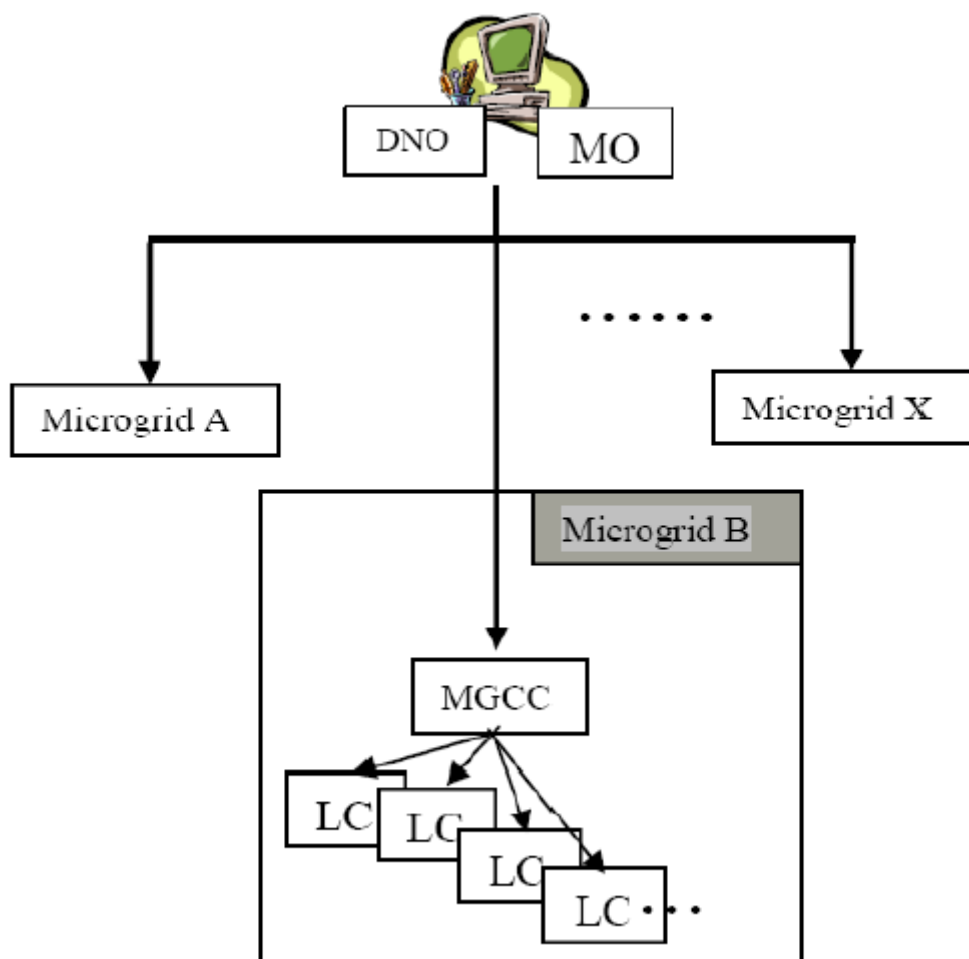 DNO
MO
......
Microgrid A
Microgrid X
Microgrid B
MGCC
LC
LC
LC
LC...